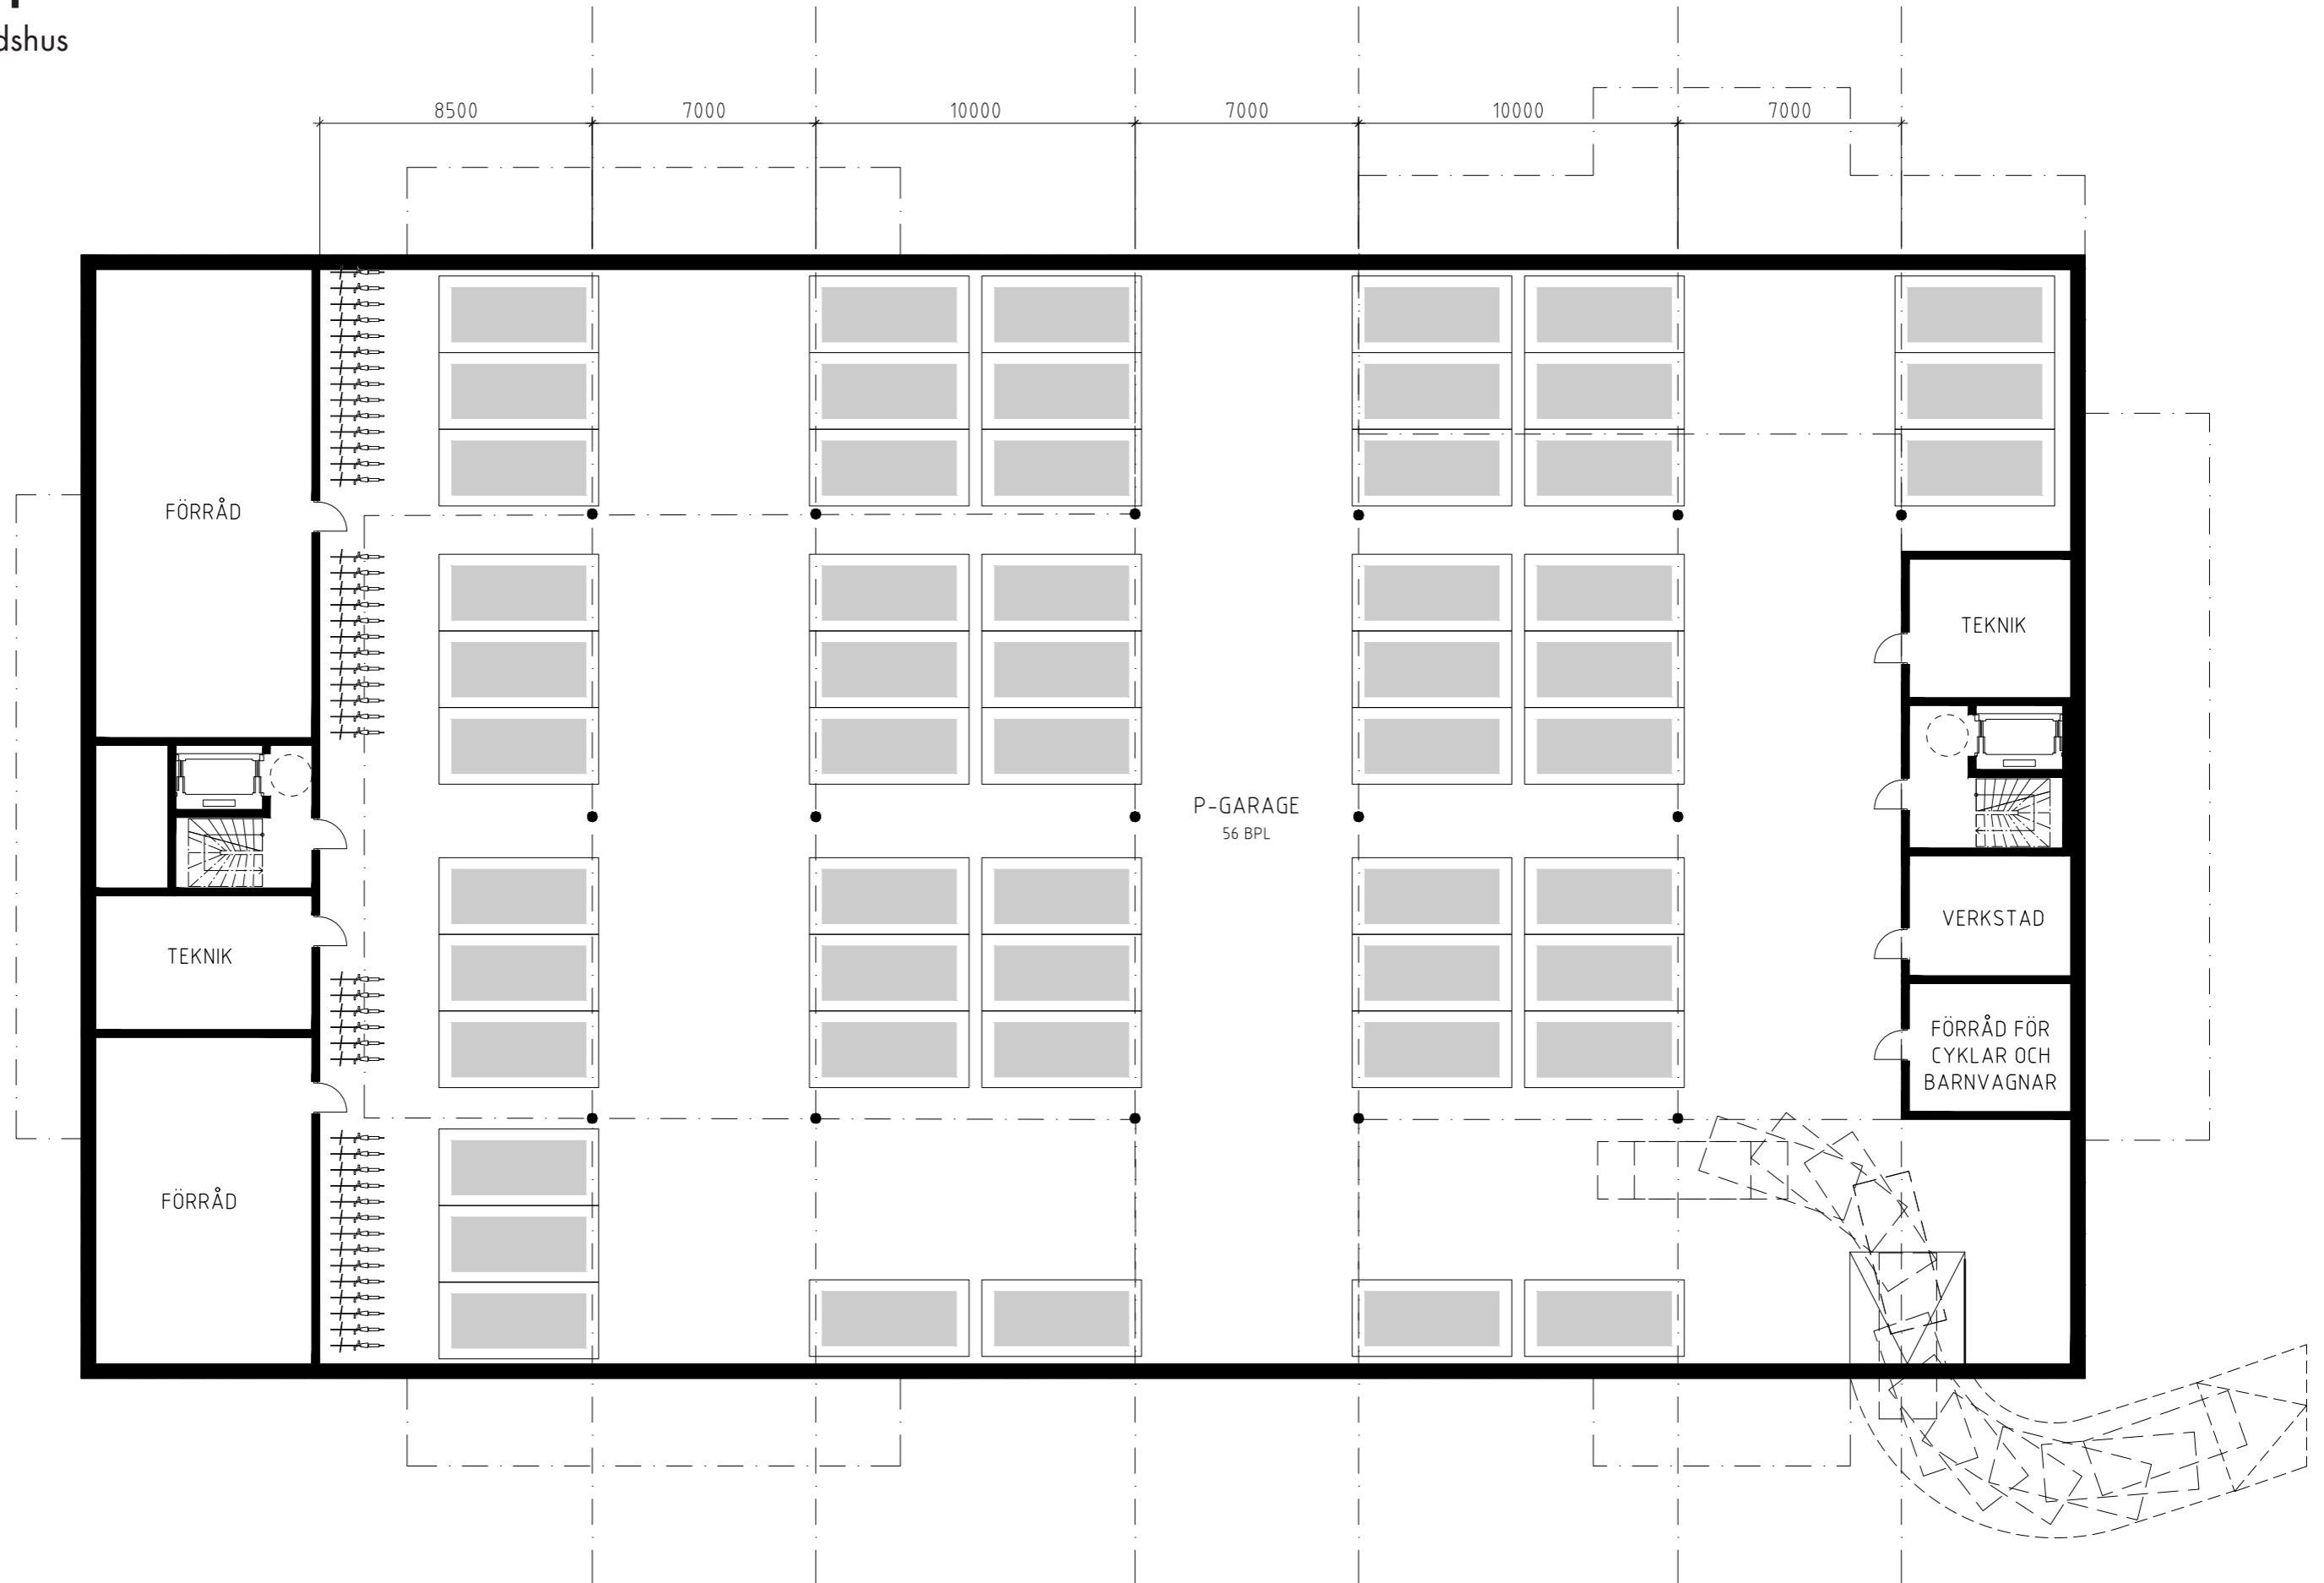 dshus
8500
7000
10000
7000
10000
7000
FÖRRÅD
TEKNIK
P-GARAGE
56 BPL
VERKSTAD
TEKNIK
FÖRRÅD FÖR
CYKLAR OCH
BARNVAGNAR
FÖRRÅD